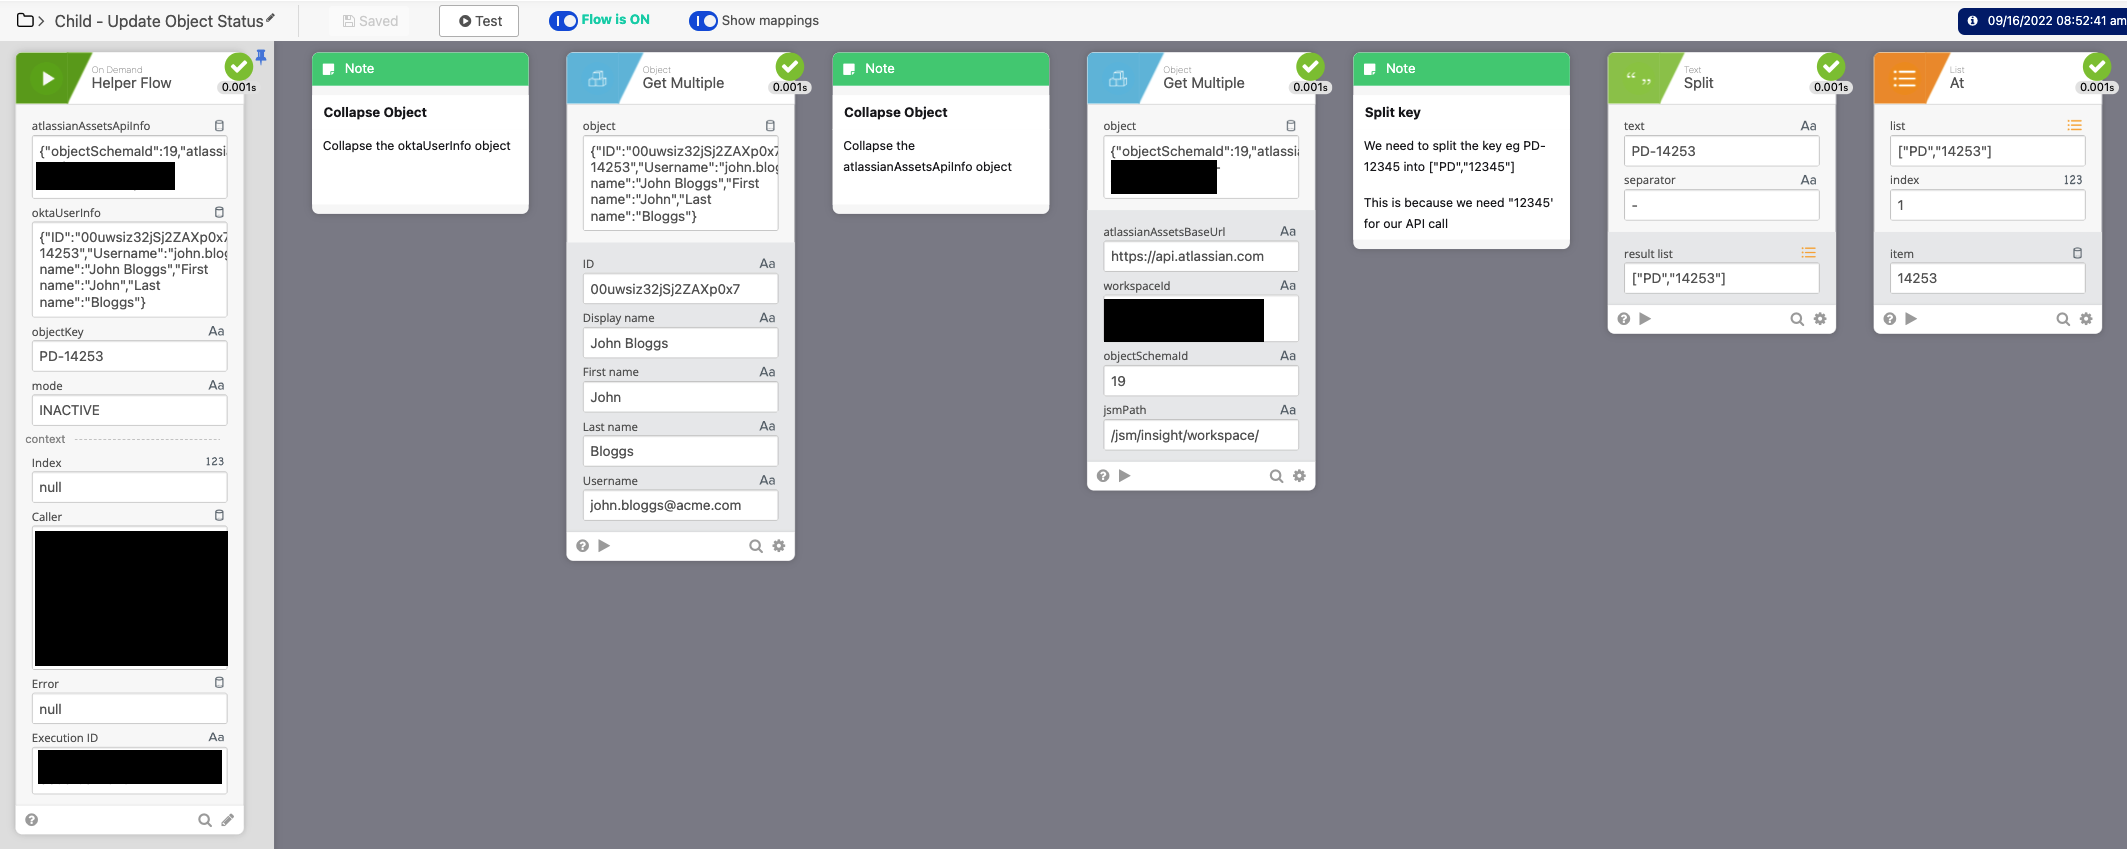 Child - Update Object Status
Saved
Test
Flow is ON
Show mappings
09/16/2022 08:52:41 am
On Demand
Helper Flow
0.001s
atlassianAssetsApiInfo
{"objectSchemaId":19,"atlassi
oktaUserInfo
{"ID":"00uwsiz32jSj2ZAXp0x7
14253","Username":"john.blog
name":"John Bloggs","First
name":"John","Last
name":"Bloggs"}
objectKey
Aa
PD-14253
mode
Aa
INACTIVE
context
Index
123
null
Caller
Error
null
Execution ID
Aa
Note
Collapse Object
Collapse the oktaUserInfo object
Object
Get Multiple
0.001s
object
{"ID":"00uwsiz32jSj2ZAXp0x7
14253","Username":"john.blog
name":"John Bloggs","First
name":"John","Last
name":"Bloggs"}
ID
Aa
00uwsiz32jSj2ZAXp0x7
Display name
Aa
John Bloggs
First name
Aa
John
Last name
Aa
Bloggs
Username
Aa
john.bloggs@acme.com
Note
Collapse Object
Collapse the
atlassianAssetsApiInfo object
Object
Get Multiple
0.001s
object
{"objectSchemaId":19,"atlassi
atlassianAssetsBaseUrl
Aa
https://api.atlassian.com
workspaceId
Aa
objectSchemaId
Aa
19
jsmPath
Aa
/jsm/insight/workspace/
Note
Split key
We need to split the key eg PD-
12345 into ["PD","12345"]
This is because we need "12345'
for our API call
Text
Split
0.001s
text
Aa
PD-14253
separator
Aa
-
result list
["PD","14253"]
List
At
0.001s
list
["PD","14253"]
index
123
1
item
14253